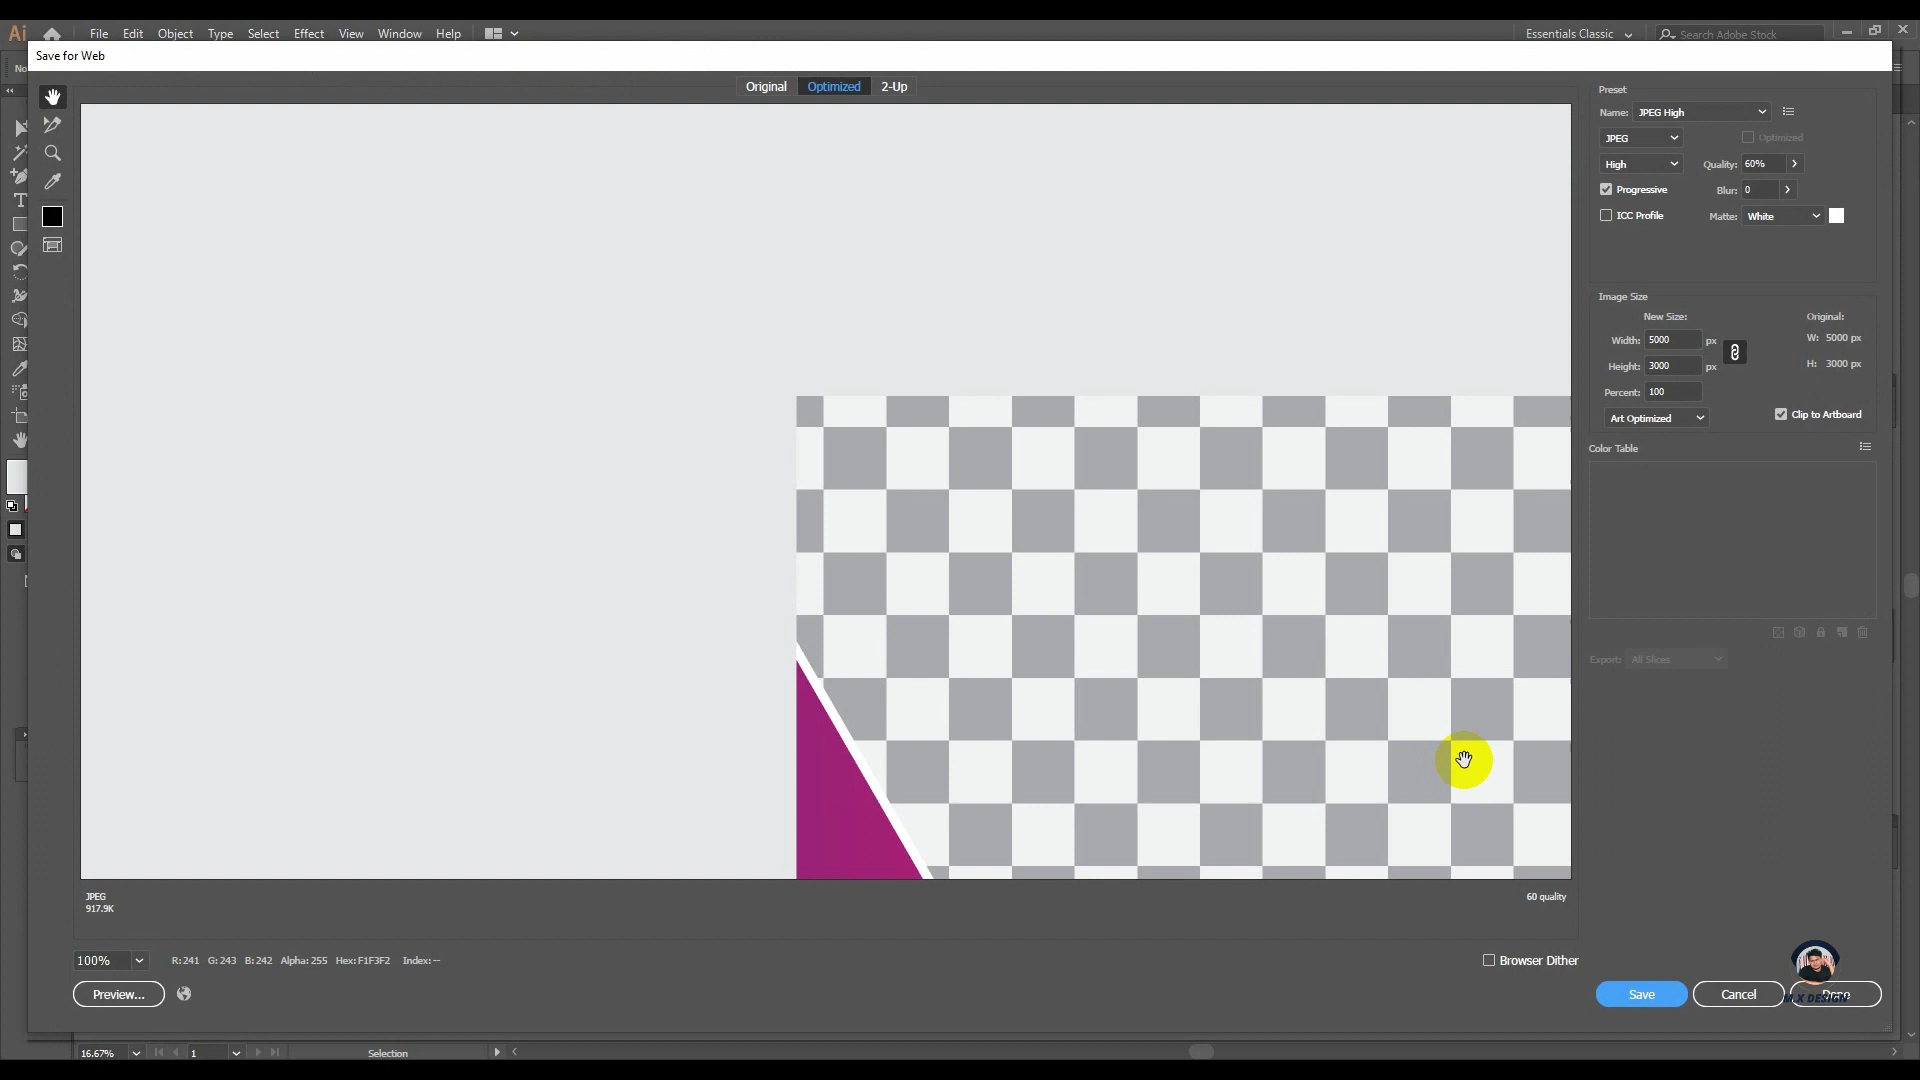 Ai File Edit Object Type Select Effect View Window Help Essentials Classic Search Adobe Stock
Save for Web
No
Original Optimized 2-Up
Preset
Name: JPEG High
JPEG Optimized
High Quality: 60%
Progressive Blur: 0
ICC Profile Matte: White
Image Size
New Size: Original:
Width: 5000 px W: 5000 px
Height: 3000 px H: 3000 px
Percent: 100
Art Optimized Clip to Artboard
Color Table
Export: All Slices
JPEG 60 quality
917.9K
100% R: 241 G: 243 B: 242 Alpha: 255 Hex: F1F3F2 Index: -- Browser Dither
Preview... Save Cancel Done
M.X DESIGN
16.67% 1 Selection